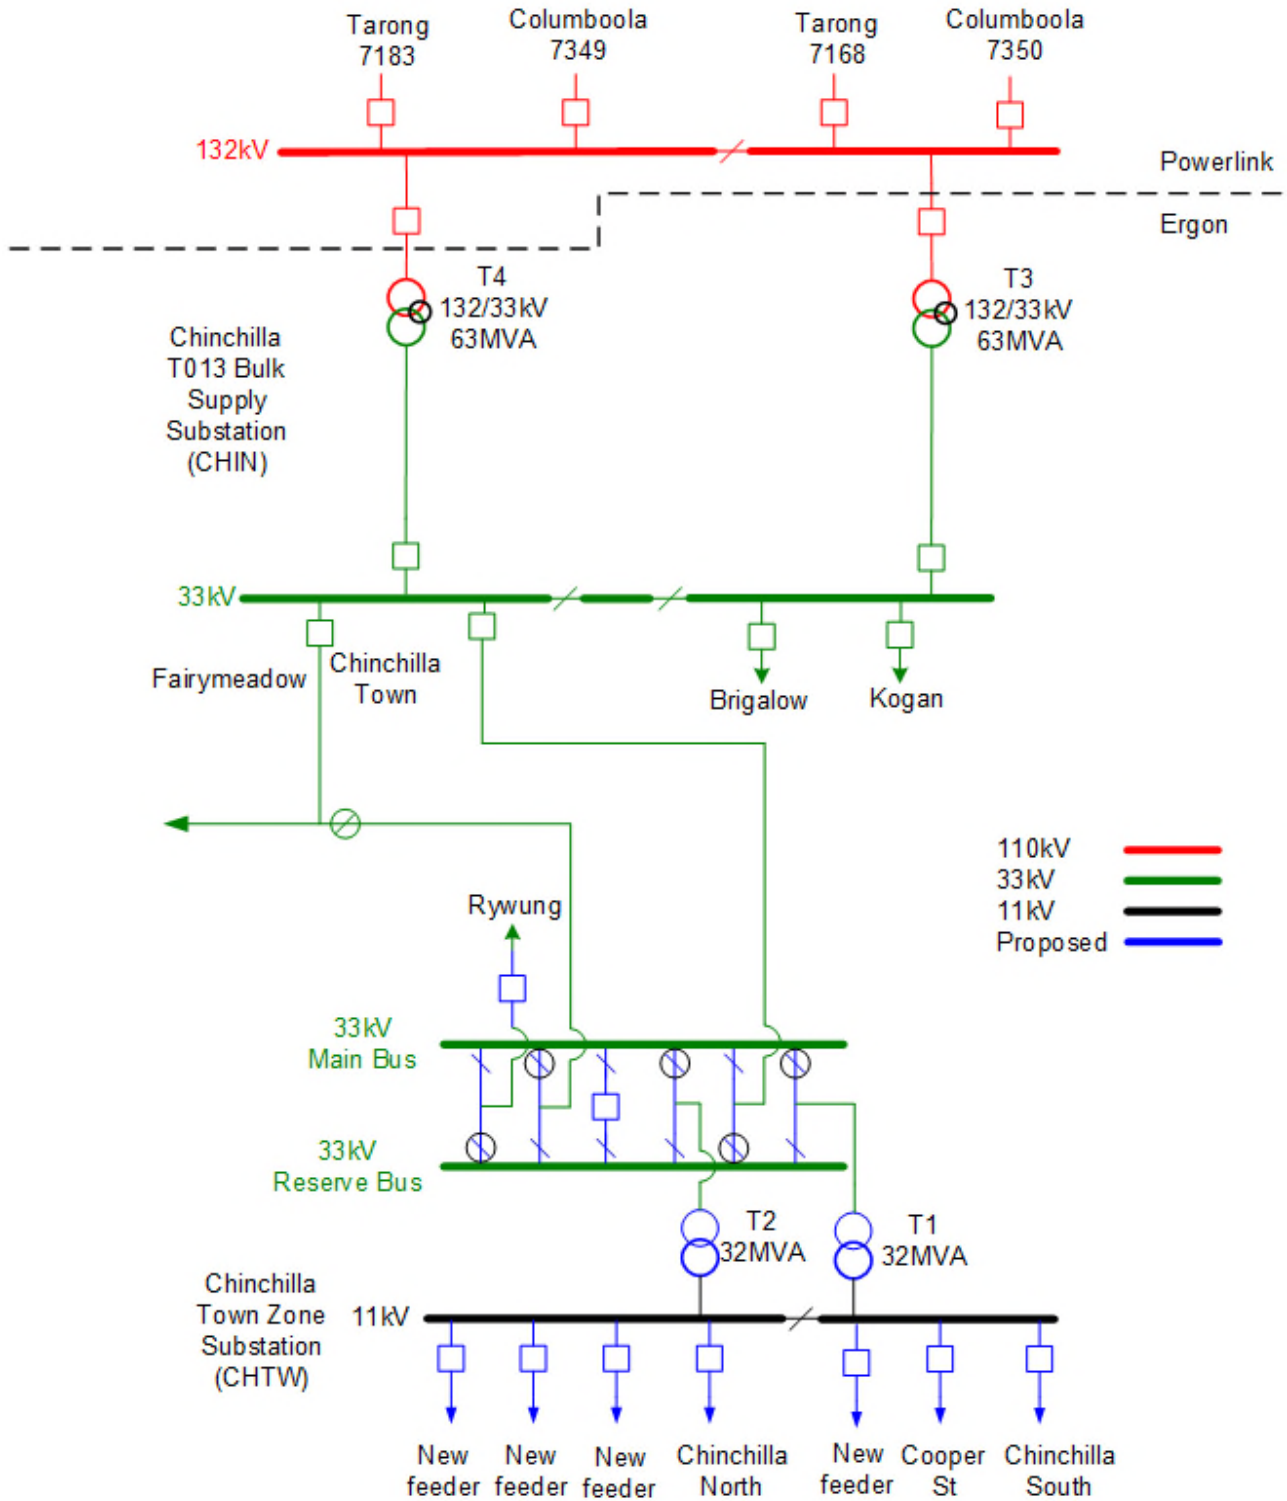 Tarong
7183
Columboola
7349
Tarong
7168
Columboola
7350
132kV
Powerlink
Ergon
T4
132/33kV
63MVA
T3
132/33kV
63MVA
Chinchilla
T013 Bulk
Supply
Substation
(CHIN)
33kV
Fairymeadow
Chinchilla
Town
Brigalow
Kogan
110kV
33kV
11kV
Proposed
Rywung
33kV
Main Bus
33kV
Reserve Bus
T2
32MVA
T1
32MVA
Chinchilla
Town Zone
Substation
(CHTW)
11kV
New
feeder
New
feeder
New
feeder
Chinchilla
North
New
feeder
Cooper
St
Chinchilla
South